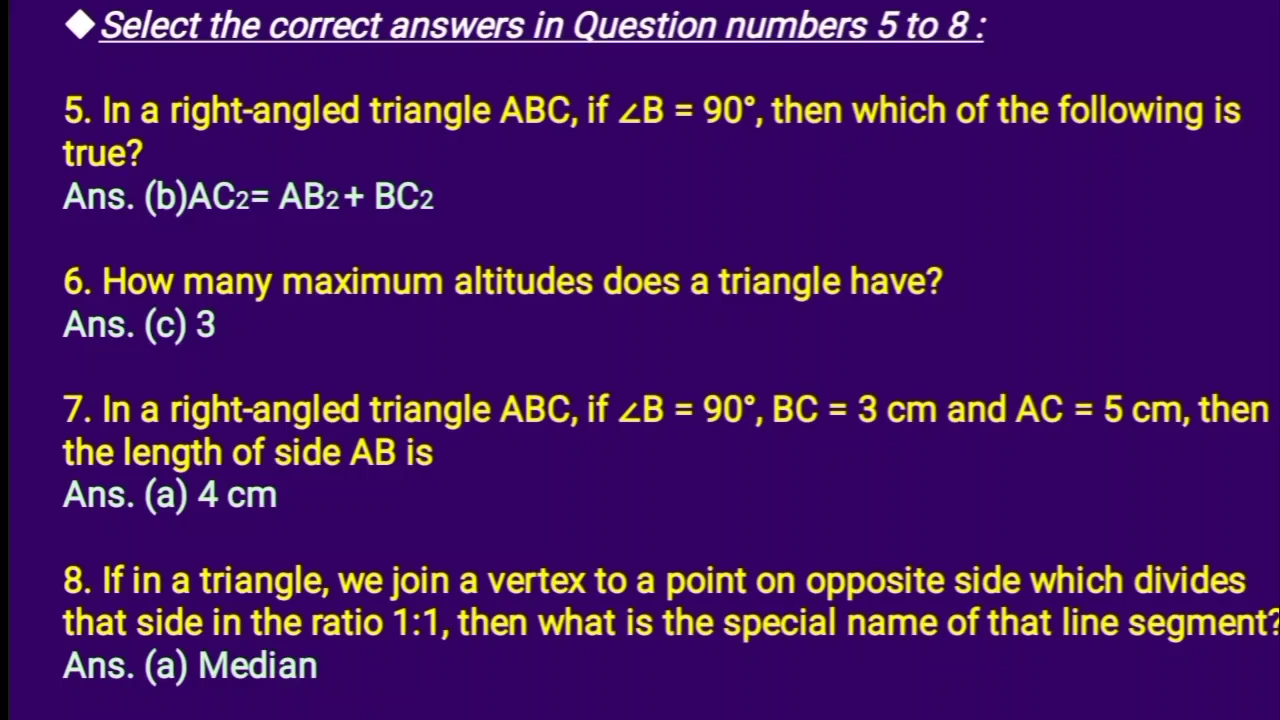 ◆Select the correct answers in Question numbers 5 to 8 :
5. In a right-angled triangle ABC, if ∠B = 90°, then which of the following is
true?
Ans. (b)AC2= AB2+ BC2
6. How many maximum altitudes does a triangle have?
Ans. (c) 3
7. In a right-angled triangle ABC, if ∠B = 90°, BC = 3 cm and AC = 5 cm, then
the length of side AB is
Ans. (a) 4 cm
8. If in a triangle, we join a vertex to a point on opposite side which divides
that side in the ratio 1:1, then what is the special name of that line segment?
Ans. (a) Median